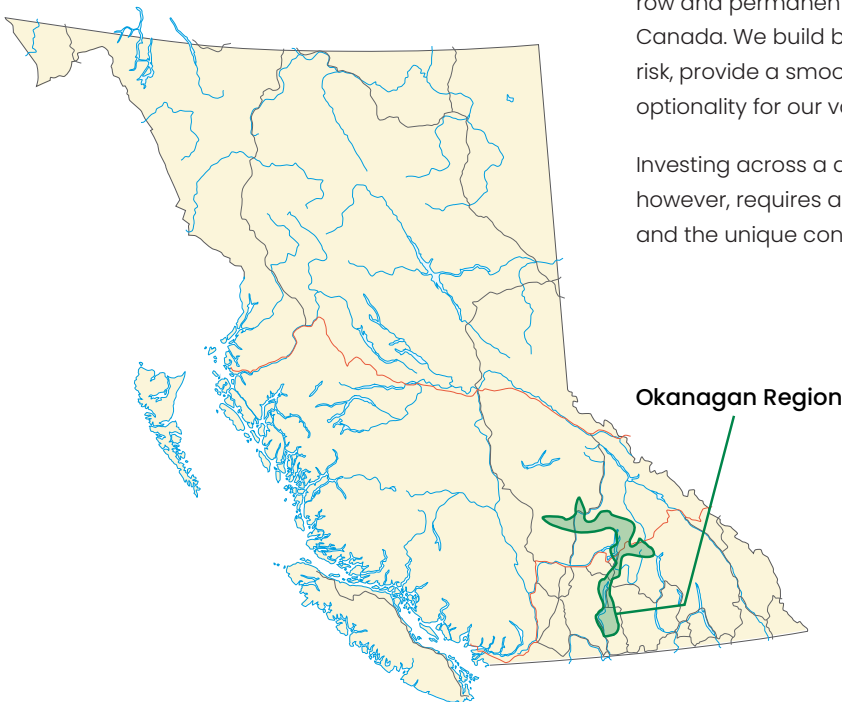 row and permanent
Canada. We build b
risk, provide a smoo
optionality for our v
Investing across a
however, requires a
and the unique con
Okanagan Region